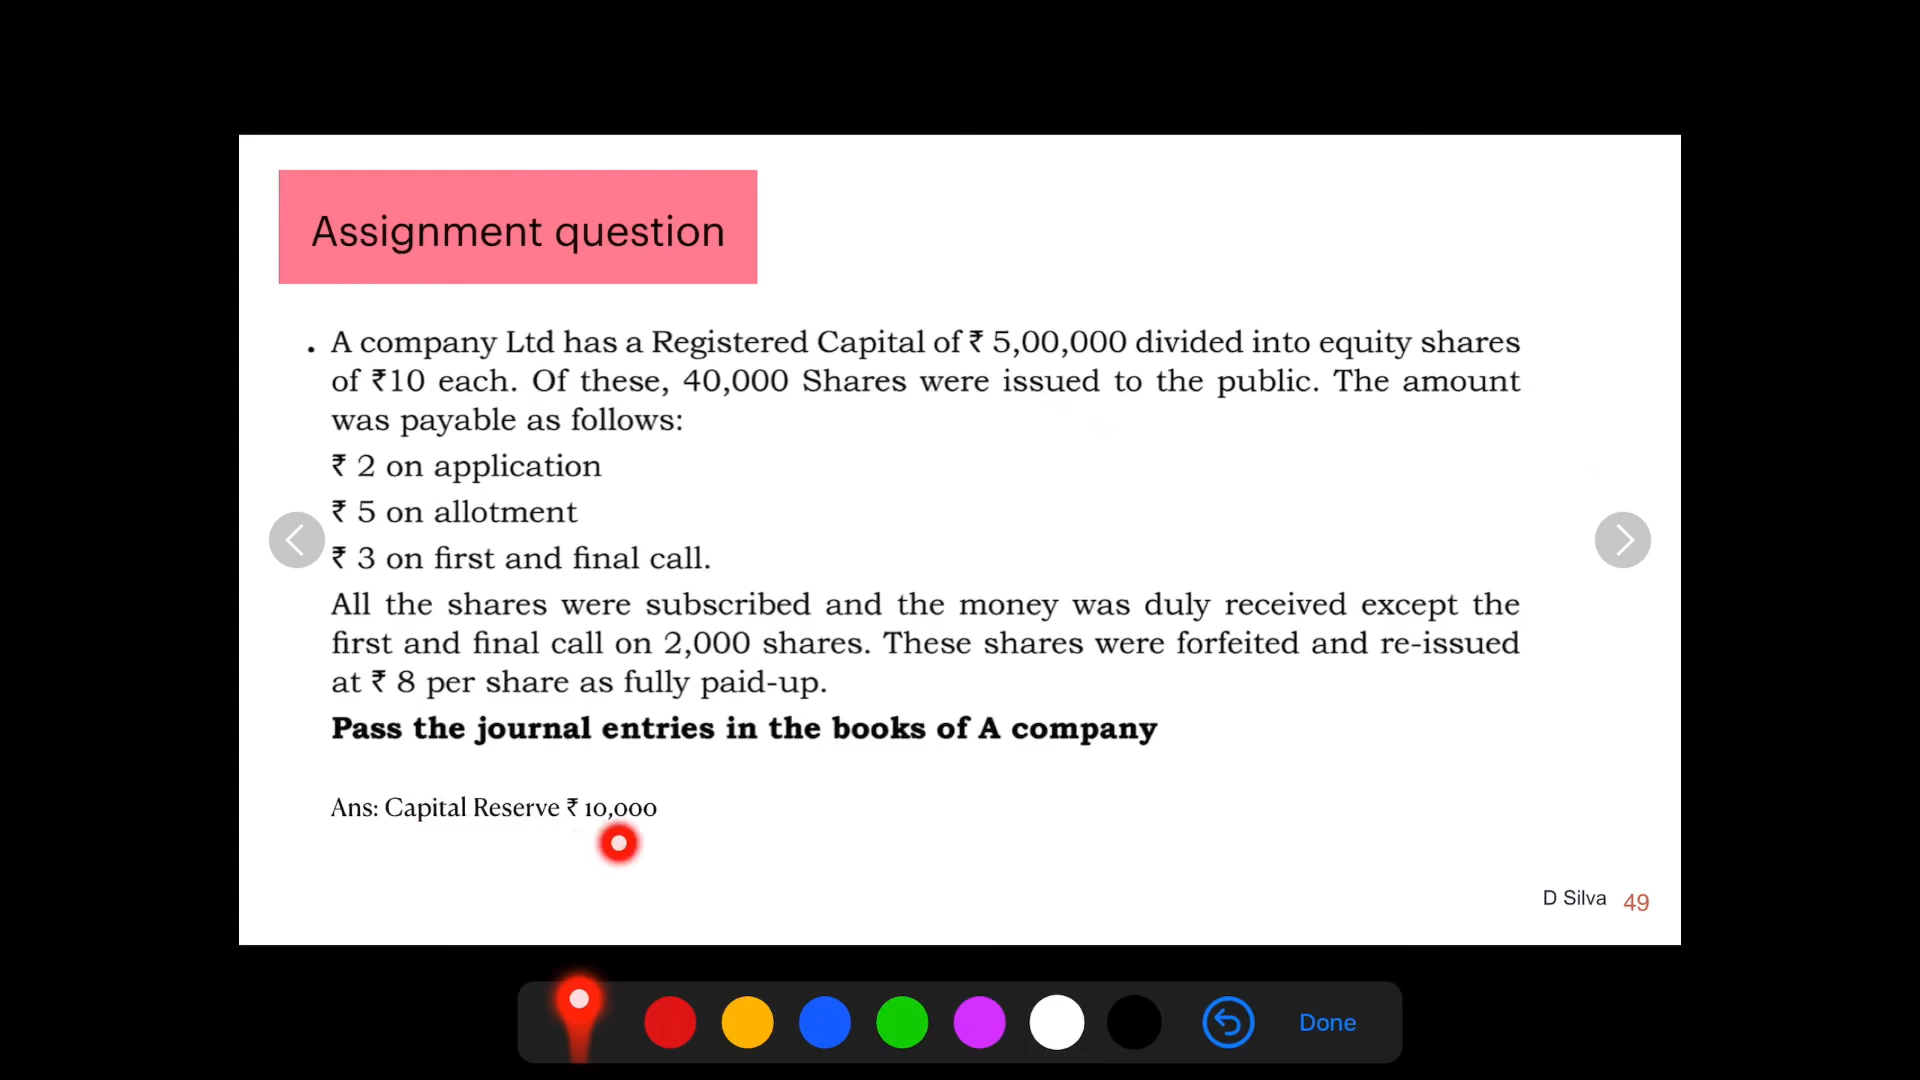 Assignment question
. A company Ltd has a Registered Capital of ₹ 5,00,000 divided into equity shares
of ₹10 each. Of these, 40,000 Shares were issued to the public. The amount
was payable as follows:
₹ 2 on application
₹ 5 on allotment
₹ 3 on first and final call.
All the shares were subscribed and the money was duly received except the
first and final call on 2,000 shares. These shares were forfeited and re-issued
at ₹ 8 per share as fully paid-up.
Pass the journal entries in the books of A company
Ans: Capital Reserve ₹ 10,000
D Silva 49
Done